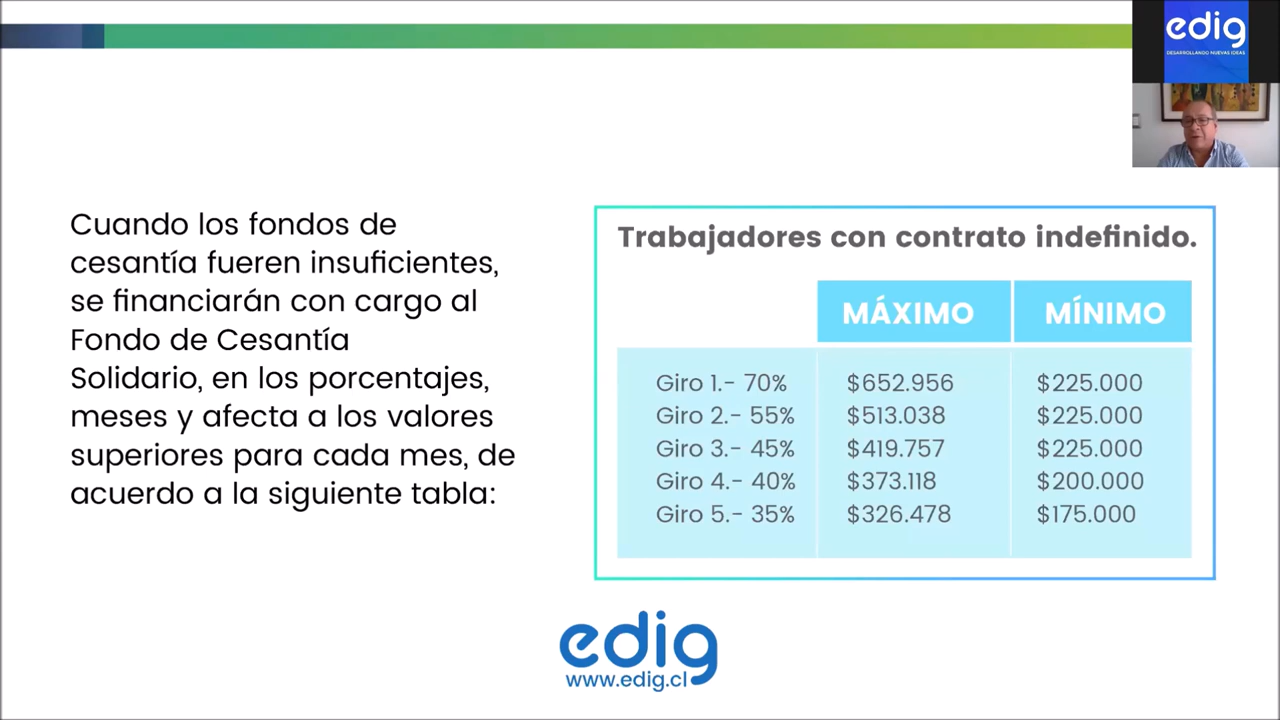 edig
DESARROLLANDO NUEVAS IDEAS
Cuando los fondos de
cesantía fueren insuficientes,
se financiarán con cargo al
Fondo de Cesantía
Solidario, en los porcentajes,
meses y afecta a los valores
superiores para cada mes, de
acuerdo a la siguiente tabla:
Trabajadores con contrato indefinido.
MÁXIMO MÍNIMO
Giro 1.- 70% $652.956 $225.000
Giro 2.- 55% $513.038 $225.000
Giro 3.- 45% $419.757 $225.000
Giro 4.- 40% $373.118 $200.000
Giro 5.- 35% $326.478 $175.000
edig
www.edig.cl